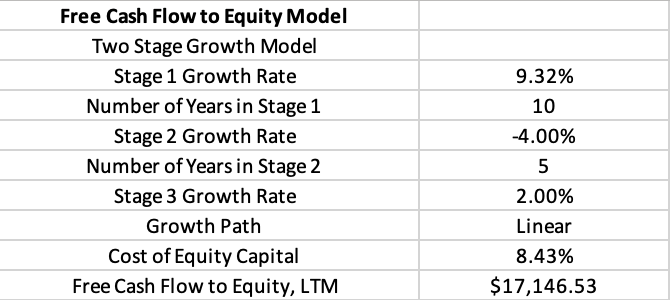 Free Cash Flow to Equity Model
Two Stage Growth Model
Stage 1 Growth Rate 9.32%
Number of Years in Stage 1 10
Stage 2 Growth Rate -4.00%
Number of Years in Stage 2 5
Stage 3 Growth Rate 2.00%
Growth Path Linear
Cost of Equity Capital 8.43%
Free Cash Flow to Equity, LTM $17,146.53